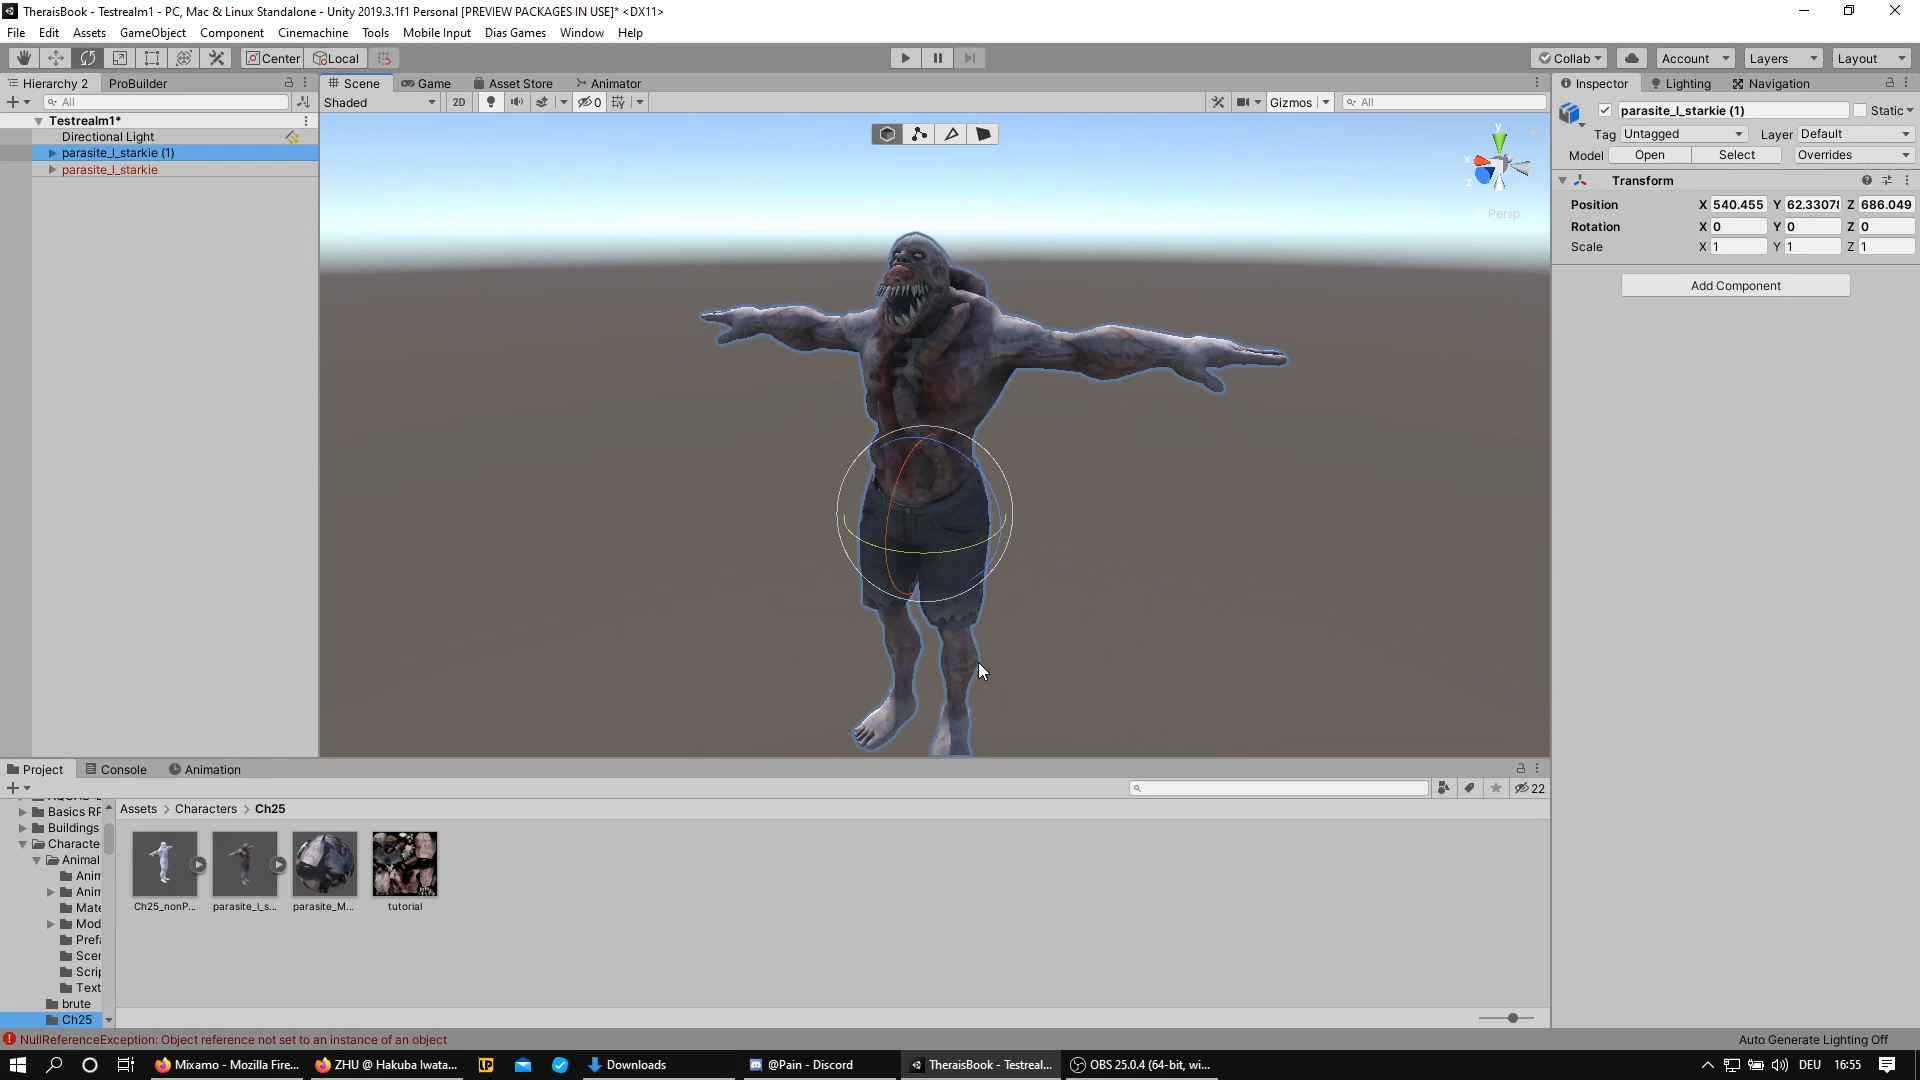 TheraisBook - Testrealm1 - PC, Mac & Linux Standalone - Unity 2019.3.1f1 Personal [PREVIEW PACKAGES IN USE]* <DX11>
File Edit Assets GameObject Component Cinemachine Tools Mobile Input Dias Games Window Help
Center Local Collab Account Layers Layout
Hierarchy 2 ProBuilder
All
Testrealm1*
Directional Light
parasite_l_starkie (1)
parasite_l_starkie
Scene Game Asset Store Animator
Shaded 2D 0 Gizmos All
y
x
z
Persp
Inspector Lighting Navigation
parasite_l_starkie (1) Static
Tag Untagged Layer Default
Model Open Select Overrides
Transform
Position X 540.455 Y 62.3307 Z 686.049
Rotation X 0 Y 0 Z 0
Scale X 1 Y 1 Z 1
Add Component
Project Console Animation
22
Basics RF
Buildings
Characte
Animal
Anim
Anim
Mate
Mod
Prefa
Scer
Scrip
Text
brute
Ch25
Assets > Characters > Ch25
Ch25_nonP... parasite_l_s... parasite_M... tutorial
NullReferenceException: Object reference not set to an instance of an object
Auto Generate Lighting Off
Mixamo - Mozilla Fire... ZHU @ Hakuba Iwata... Downloads @Pain - Discord TheraisBook - Testreal... OBS 25.0.4 (64-bit, wi... DEU 16:55